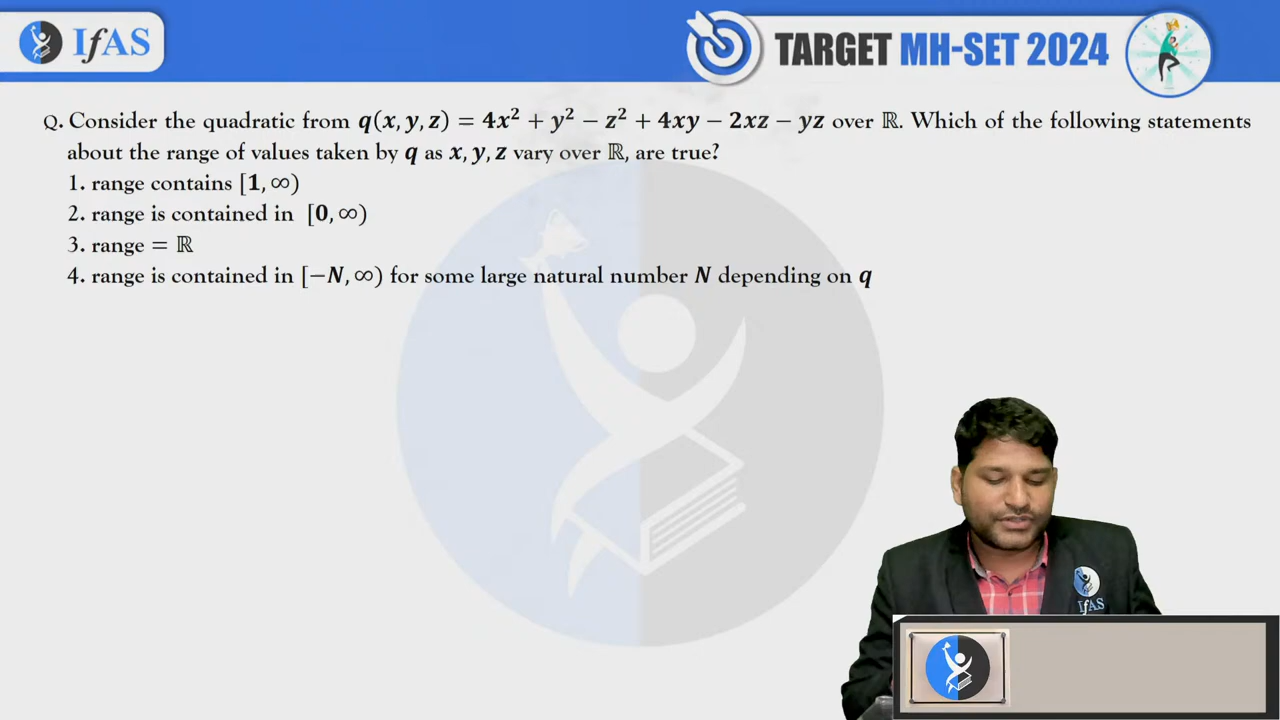 IfAS
TARGET MH-SET 2024
Q. Consider the quadratic from q(x, y, z) = 4x² + y² − z² + 4xy − 2xz − yz over ℝ. Which of the following statements
about the range of values taken by q as x, y, z vary over ℝ, are true?
1. range contains [1, ∞)
2. range is contained in [0, ∞)
3. range = ℝ
4. range is contained in [−N, ∞) for some large natural number N depending on q
IfAS